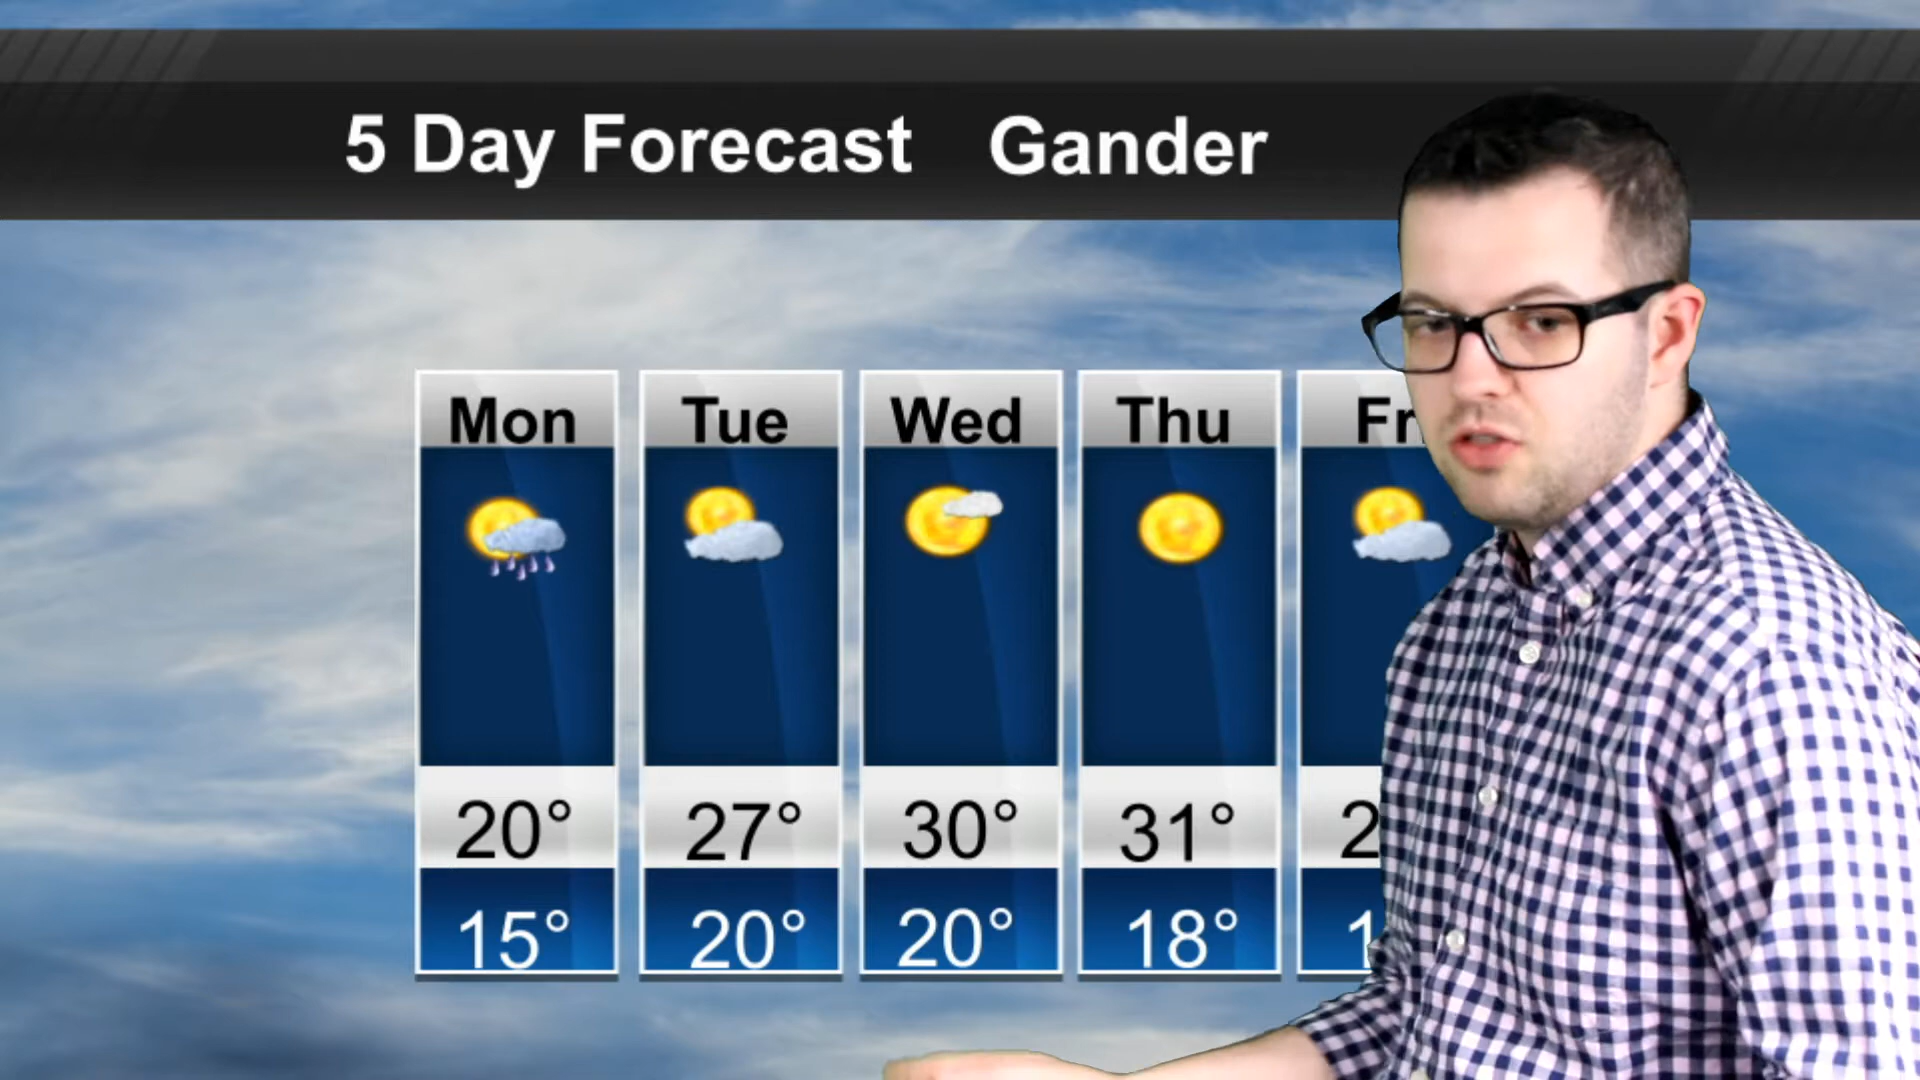 5 Day Forecast Gander
Mon Tue Wed Thu
20° 27° 30° 31°
15° 20° 20° 18°